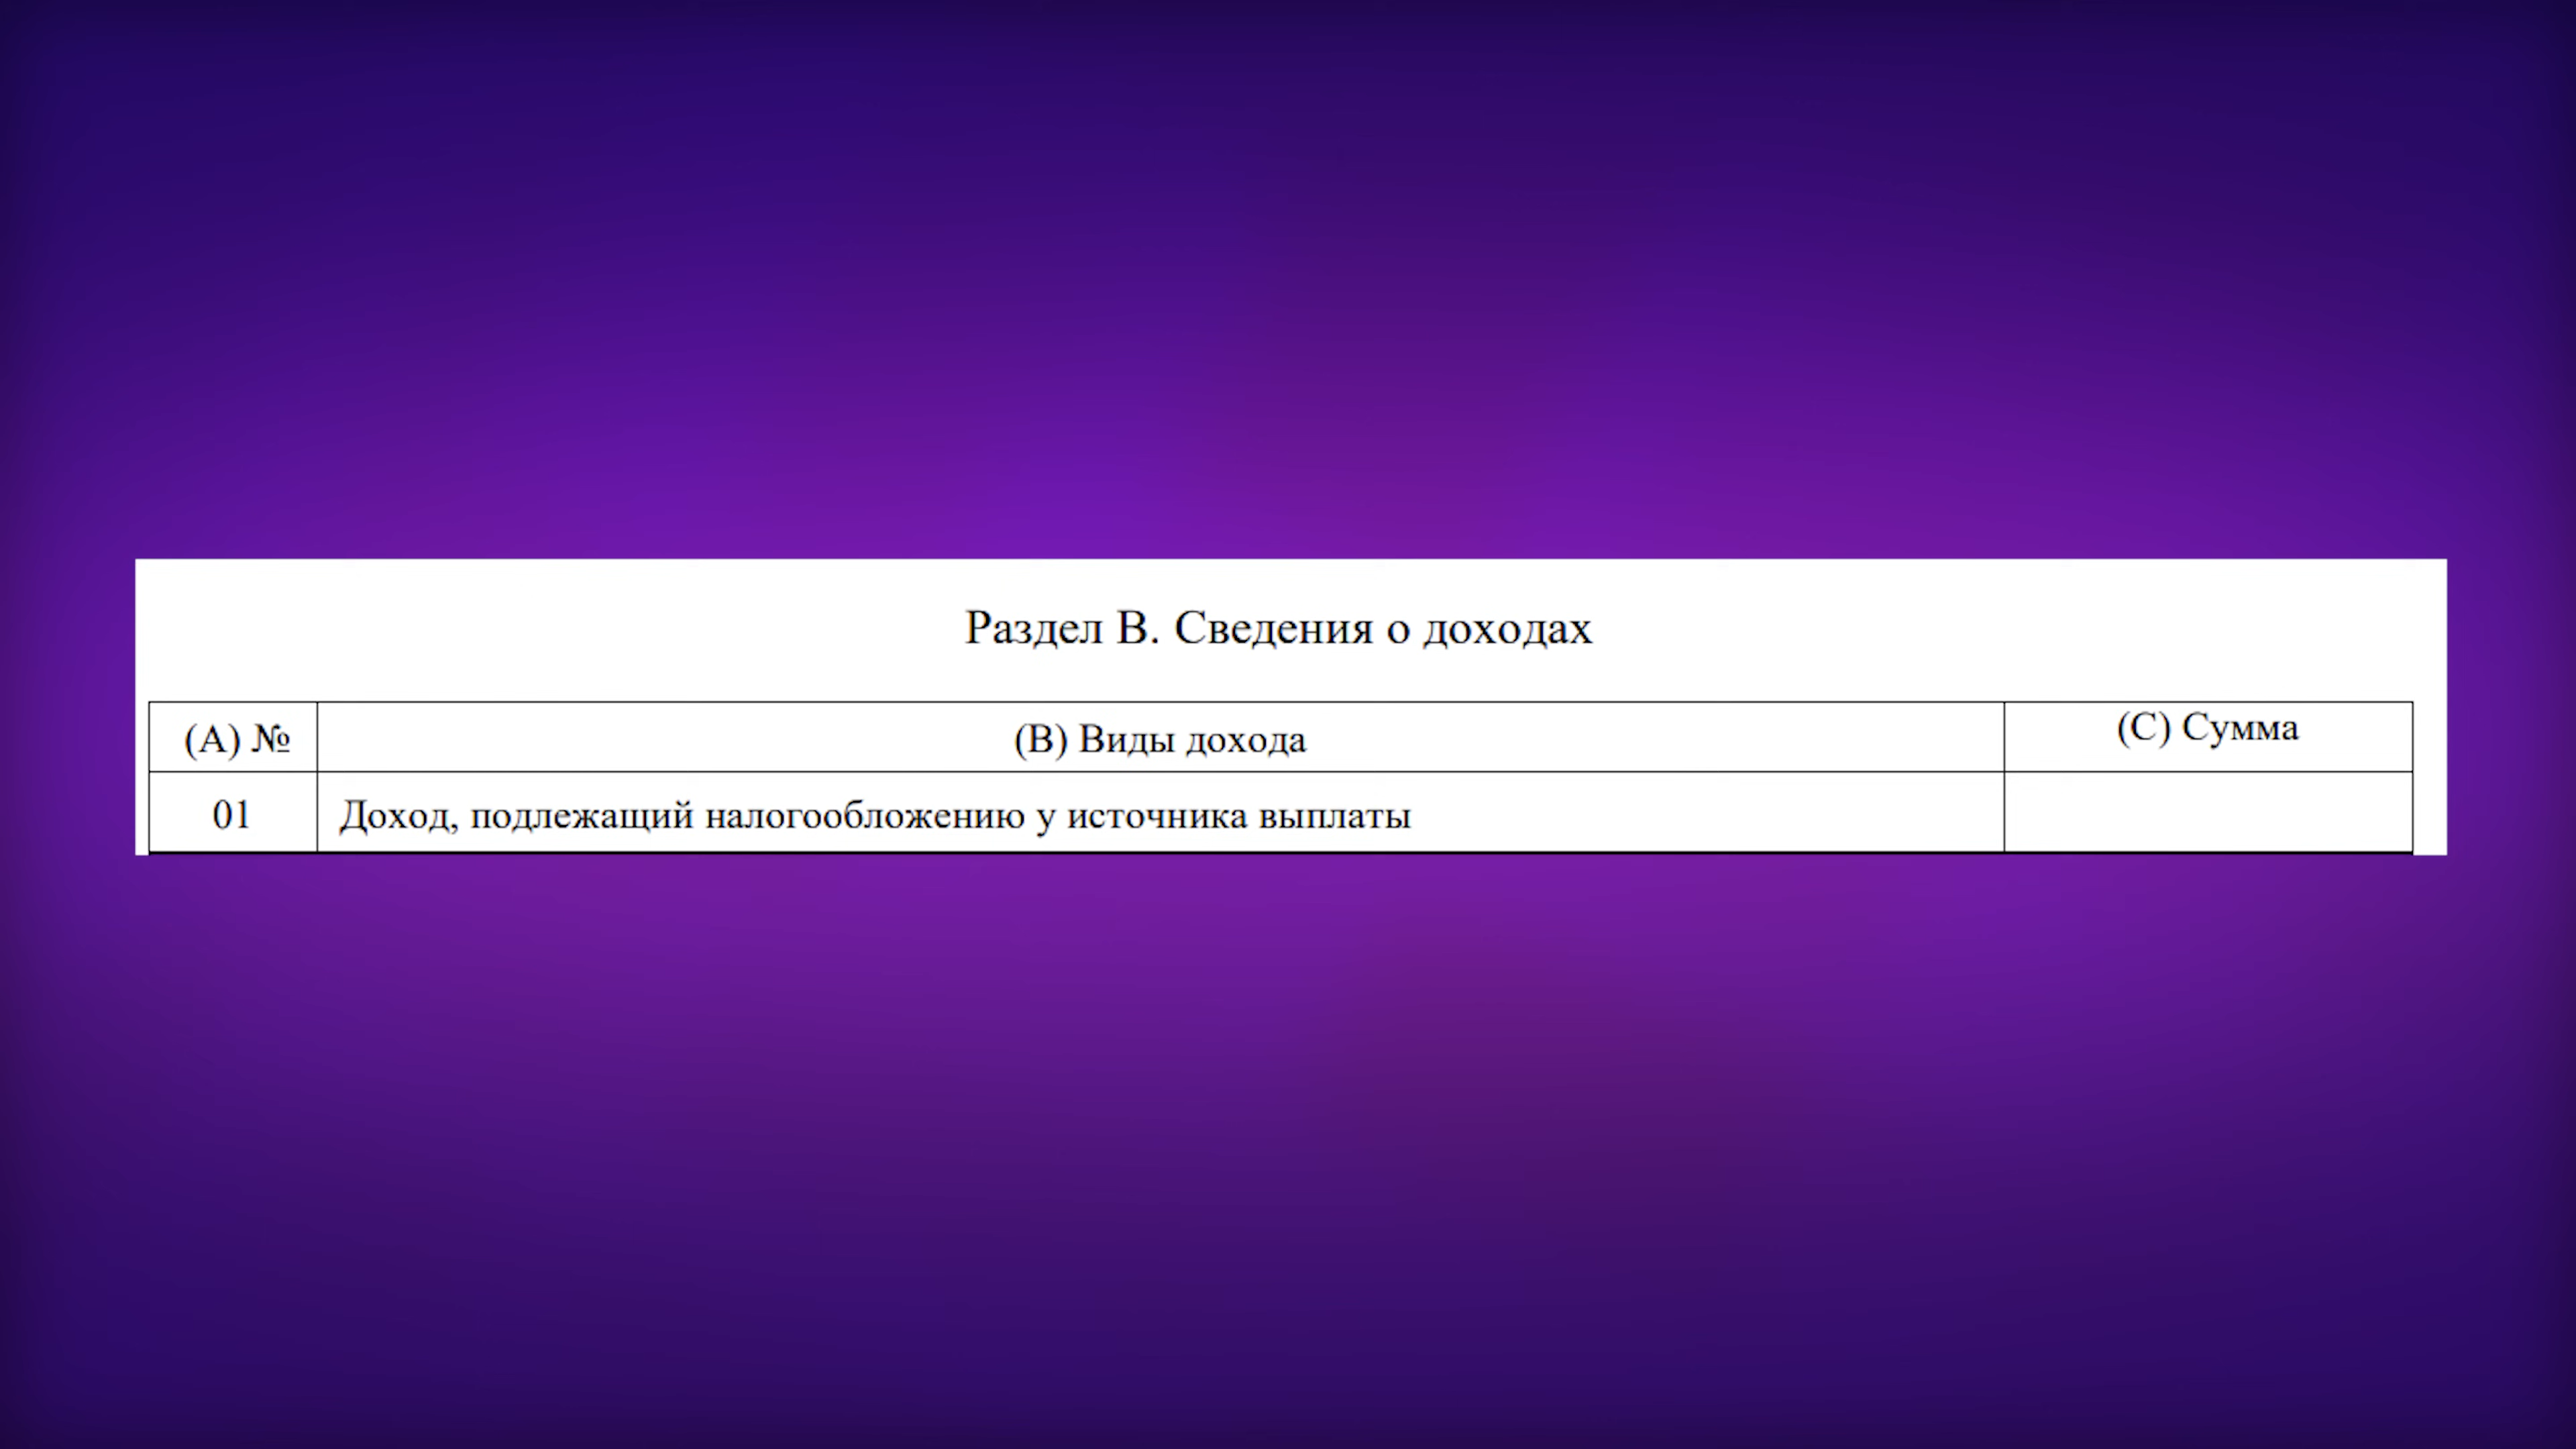 Раздел В. Сведения о доходах
(А) № (В) Виды дохода (С) Сумма
01 Доход, подлежащий налогообложению у источника выплаты